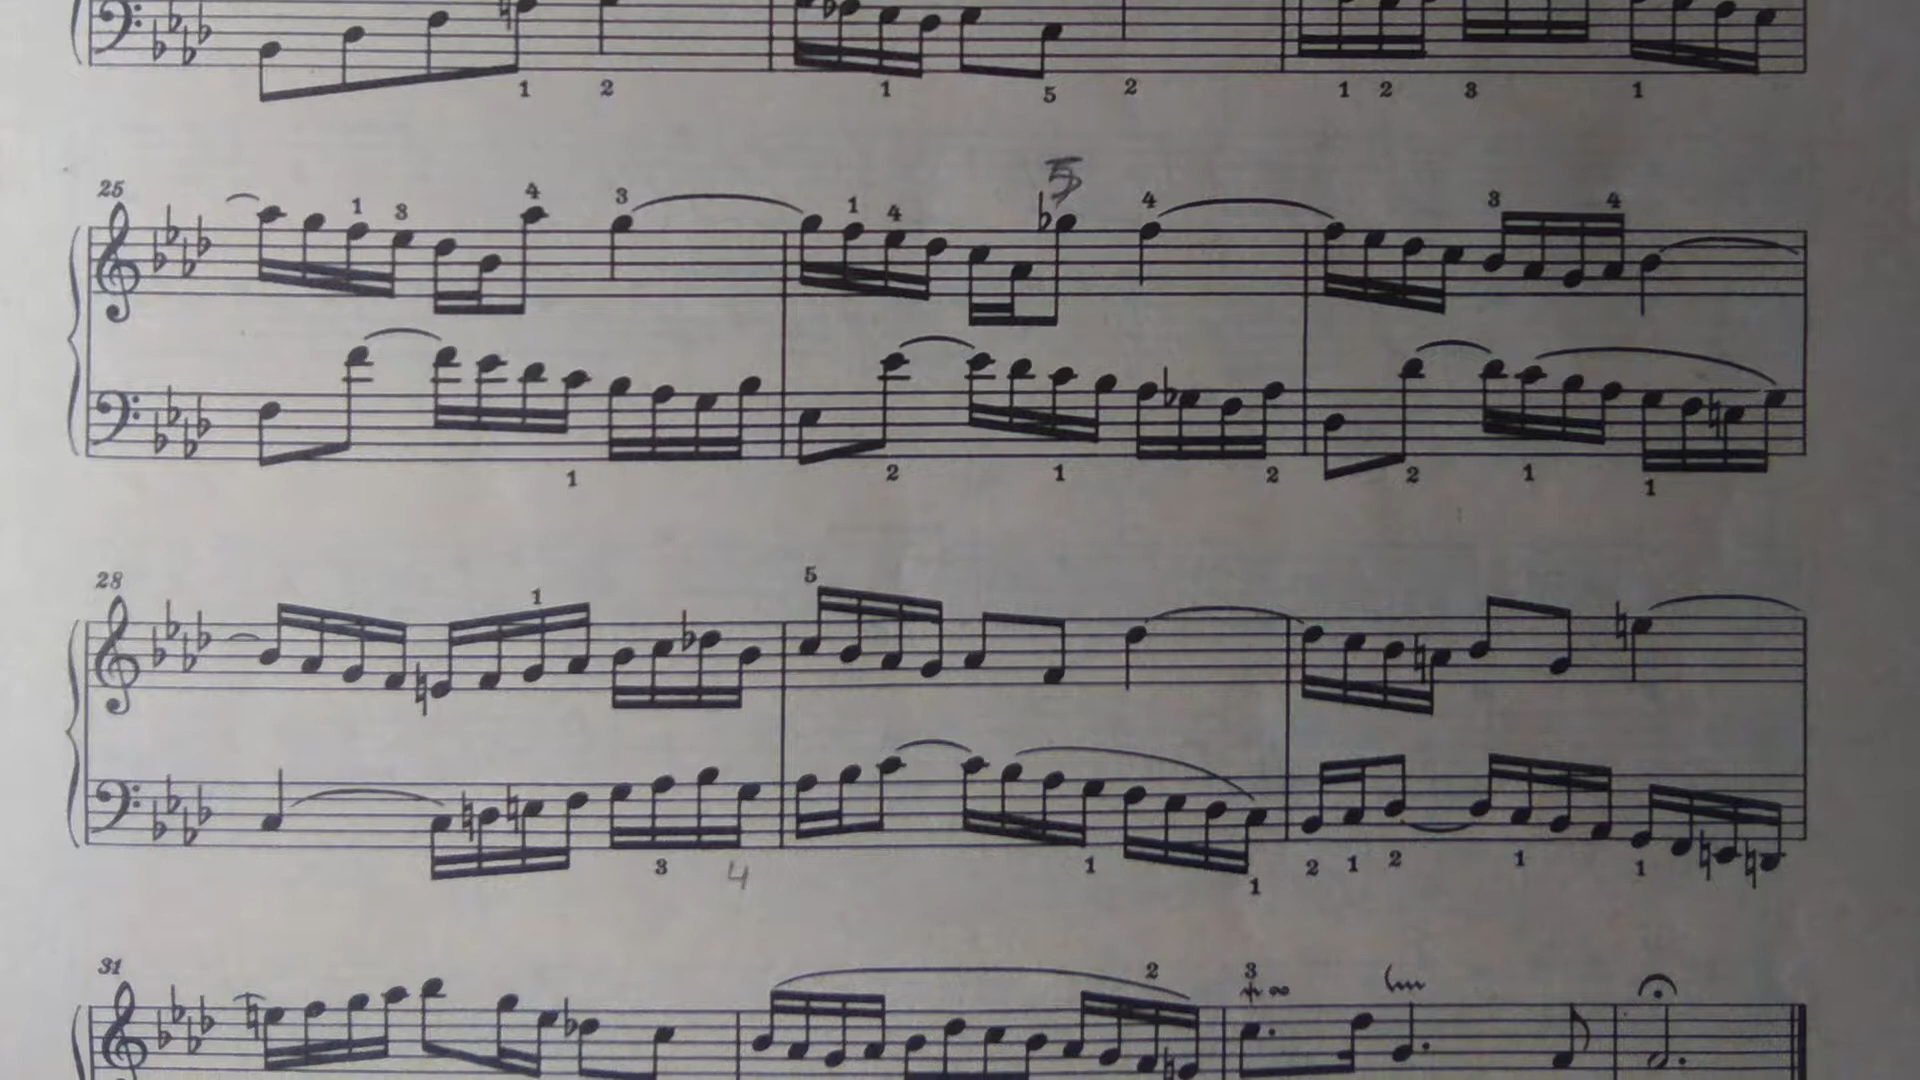 1 2 1 5 2 1 2 3 1
5
25 1 3 4 3 1 4 4 3 4
1 2 1 2 2 1 1
28 1 5
3 4 1 1 2 1 2 1 1
31 2 3